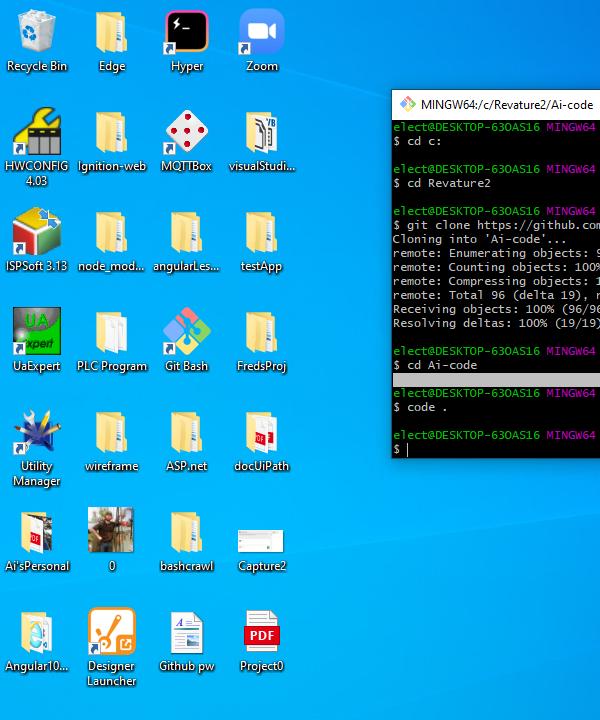 Recycle Bin
Edge
Hyper
Zoom
HWCONFIG
4.03
Ignition-web
MQTTBox
visualStudi...
ISPSoft 3.13
node_mod...
angularLes...
testApp
UA
Expert
UaExpert
PLC Program
Git Bash
FredsProj
Utility
Manager
wireframe
ASP.net
PDF
docUiPath
PDF
Ai'sPersonal
0
bashcrawl
Capture2
Angular10...
Designer
Launcher
Github pw
PDF
Project0
MINGW64:/c/Revature2/Ai-code
elect@DESKTOP-63OAS16 MINGW64
$ cd c:
elect@DESKTOP-63OAS16 MINGW64
$ cd Revature2
elect@DESKTOP-63OAS16 MINGW64
$ git clone https://github.com
Cloning into 'Ai-code'...
remote: Enumerating objects: 9
remote: Counting objects: 100%
remote: Compressing objects: 1
remote: Total 96 (delta 19), r
Receiving objects: 100% (96/96
Resolving deltas: 100% (19/19)
elect@DESKTOP-63OAS16 MINGW64
$ cd Ai-code
elect@DESKTOP-63OAS16 MINGW64
$ code .
elect@DESKTOP-63OAS16 MINGW64
$